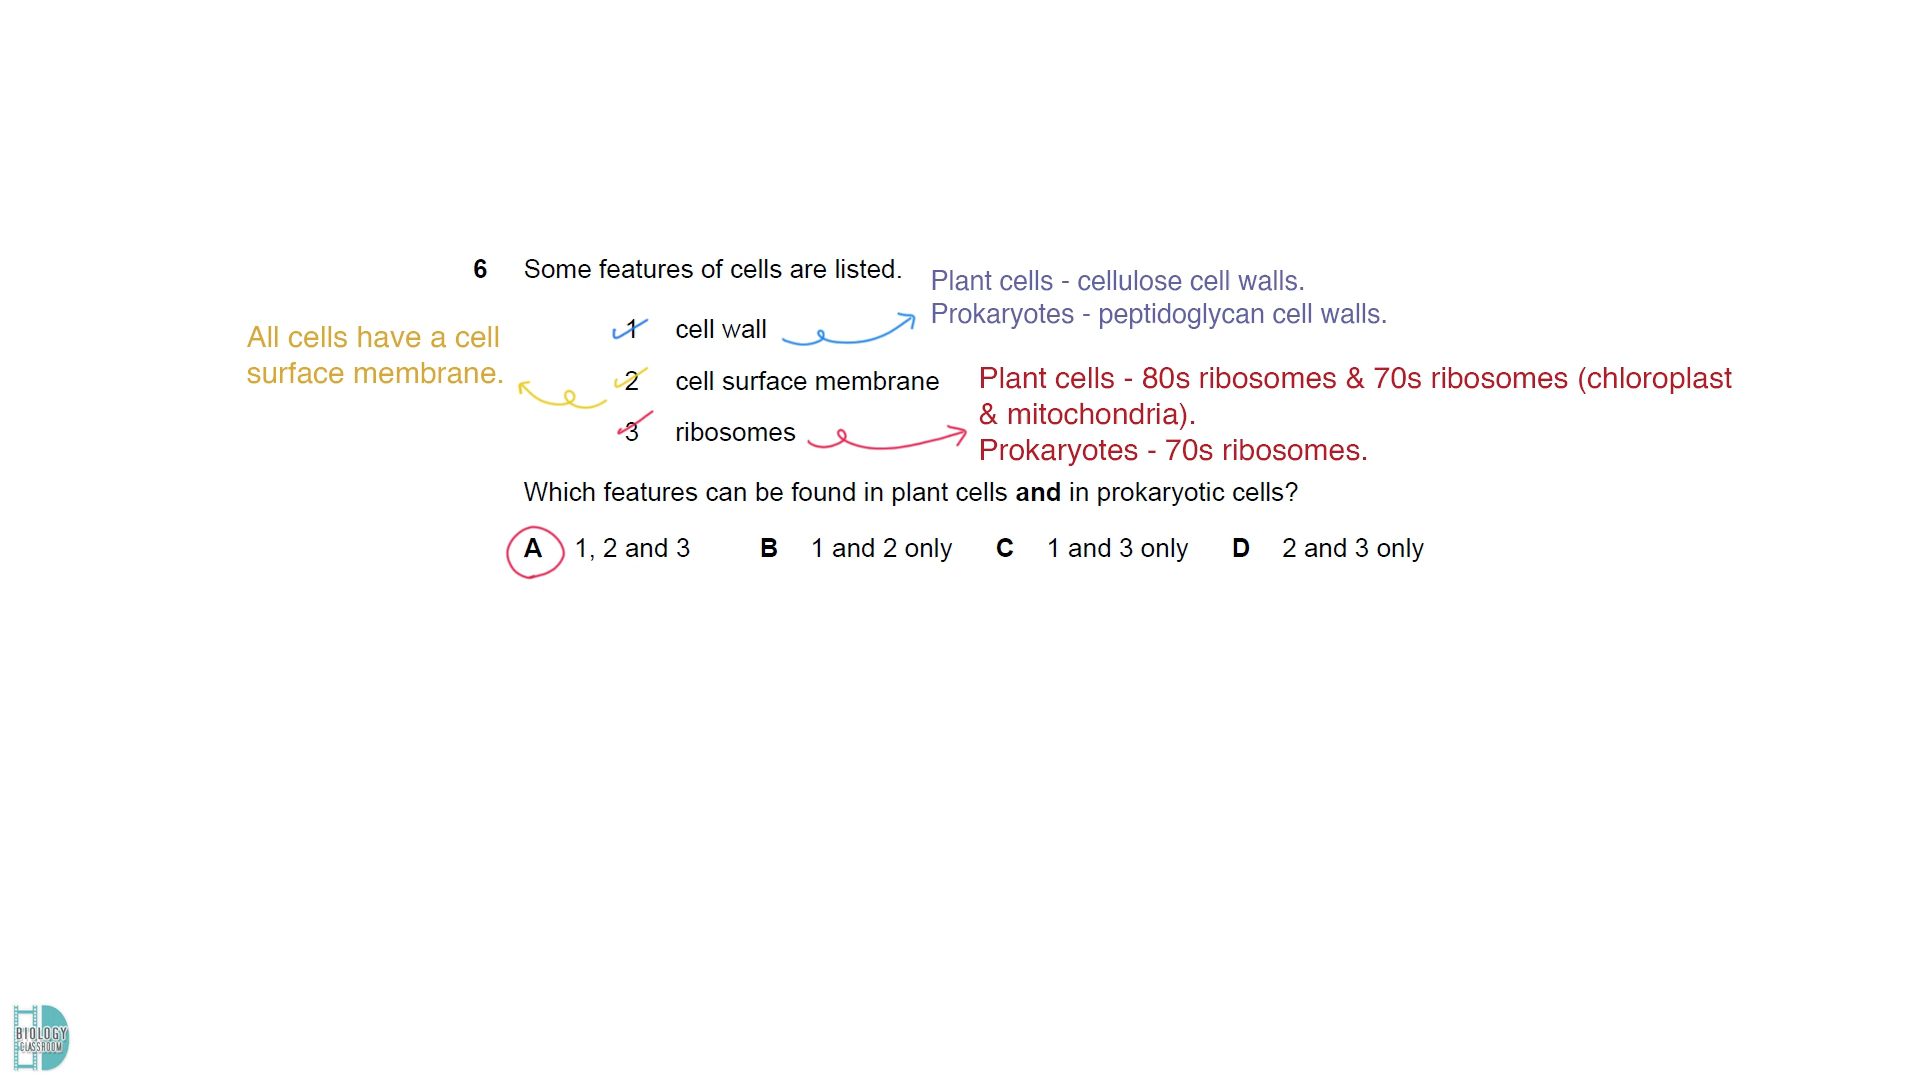 6 Some features of cells are listed.
Plant cells - cellulose cell walls.
Prokaryotes - peptidoglycan cell walls.
1 cell wall
All cells have a cell
surface membrane.
2 cell surface membrane
Plant cells - 80s ribosomes & 70s ribosomes (chloroplast
& mitochondria).
Prokaryotes - 70s ribosomes.
3 ribosomes
Which features can be found in plant cells and in prokaryotic cells?
A 1, 2 and 3 B 1 and 2 only C 1 and 3 only D 2 and 3 only
BIOLOGY
CLASSROOM